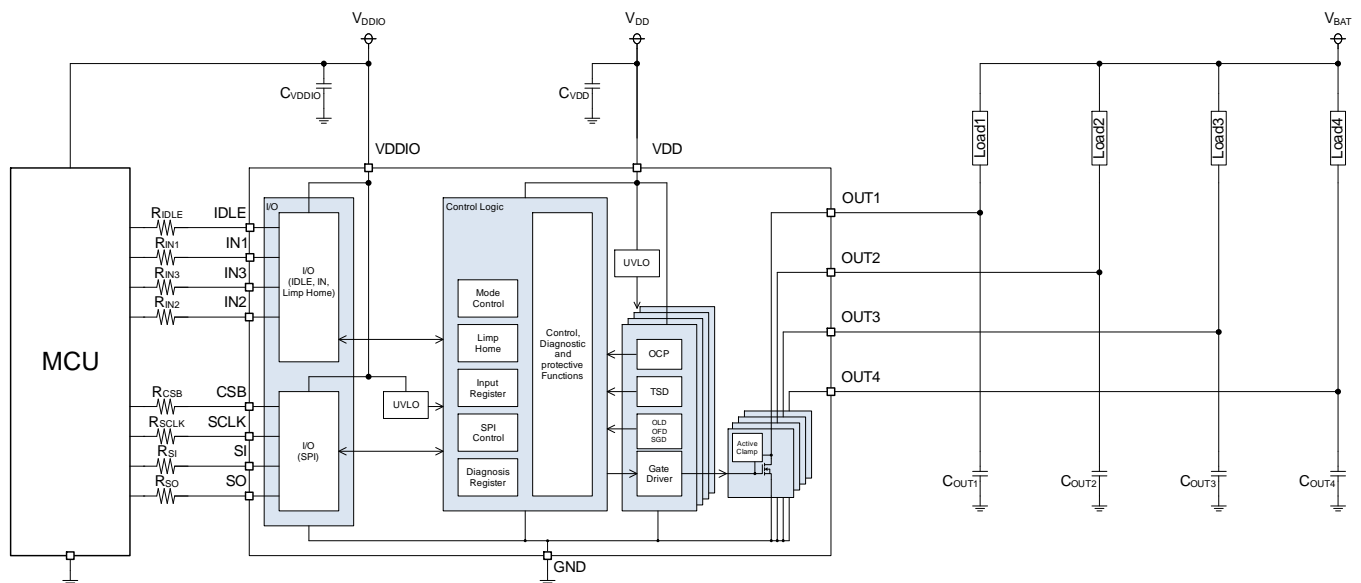 VDDIO
VDD
VBAT
CVDDIO
CVDD
Load1
Load2
Load3
Load4
VDDIO
VDD
MCU
RIDLE
IDLE
RIN1
IN1
RIN3
IN3
RIN2
IN2
RCSB
CSB
RSCLK
SCLK
RSI
SI
RSO
SO
I/O
I/O
(IDLE, IN,
Limp Home)
UVLO
I/O
(SPI)
Control Logic
Mode
Control
Limp
Home
Input
Register
SPI
Control
Diagnosis
Register
Control,
Diagnostic
and
protective
Functions
UVLO
OCP
TSD
OLD
OFD
SGD
Gate
Driver
Active
Clamp
OUT1
OUT2
OUT3
OUT4
COUT1
COUT2
COUT3
COUT4
GND